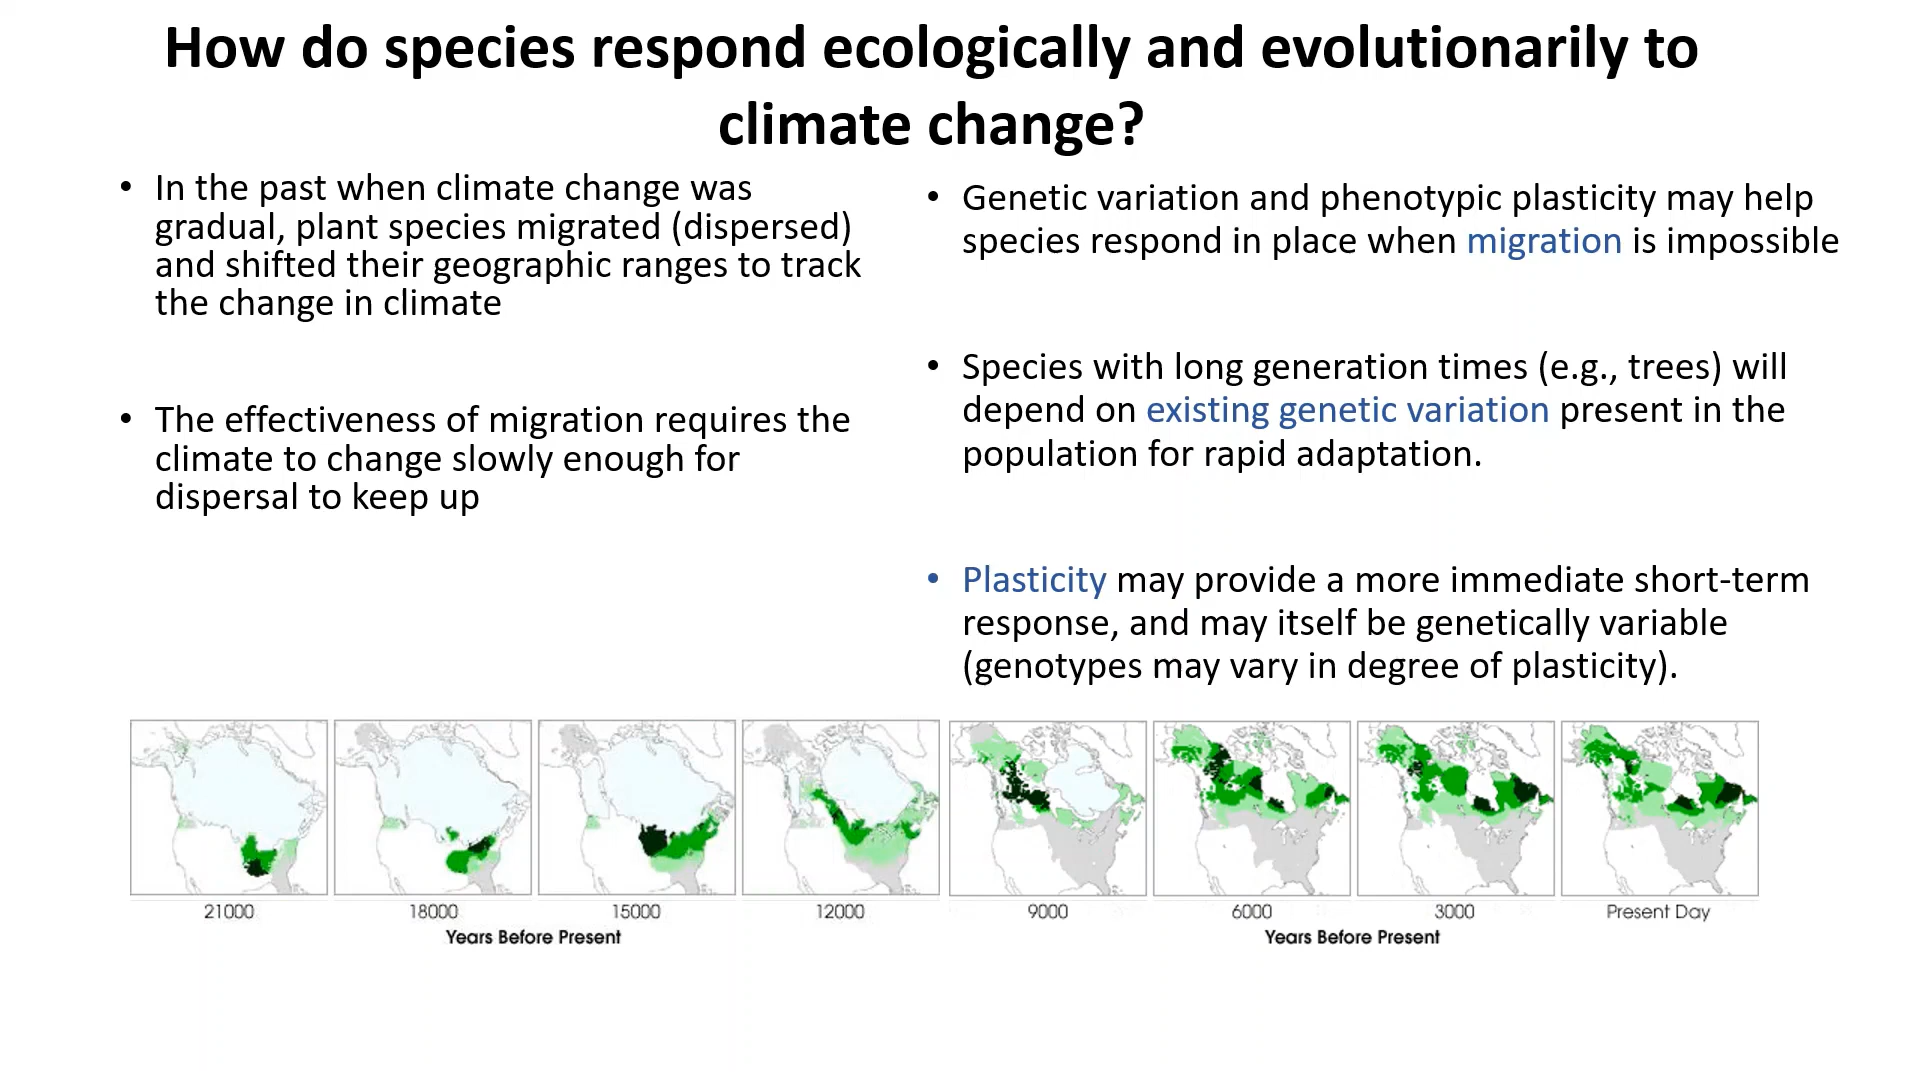 How do species respond ecologically and evolutionarily to
climate change?
• In the past when climate change was
gradual, plant species migrated (dispersed)
and shifted their geographic ranges to track
the change in climate
• The effectiveness of migration requires the
climate to change slowly enough for
dispersal to keep up
• Genetic variation and phenotypic plasticity may help
species respond in place when migration is impossible
• Species with long generation times (e.g., trees) will
depend on existing genetic variation present in the
population for rapid adaptation.
• Plasticity may provide a more immediate short-term
response, and may itself be genetically variable
(genotypes may vary in degree of plasticity).
21000 18000 15000 12000 9000 6000 3000 Present Day
Years Before Present Years Before Present